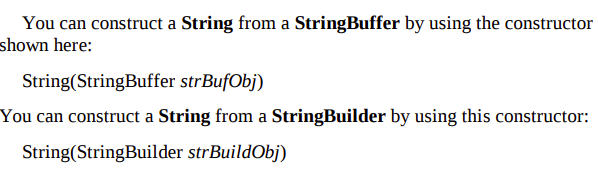 You can construct a String from a StringBuffer by using the constructor
shown here:
String(StringBuffer strBufObj)
You can construct a String from a StringBuilder by using this constructor:
String(StringBuilder strBuildObj)